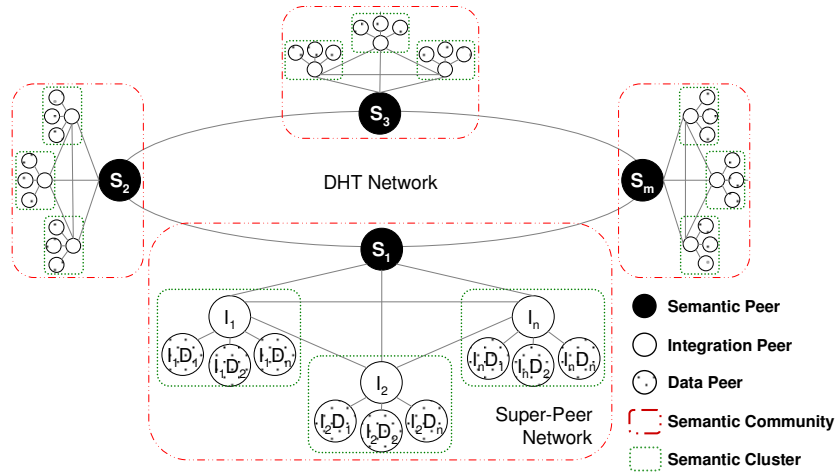 S3
S2
DHT Network
Sm
S1
I1
In
I1D1
I1D2
I1Dn
InD1
InD2
InDn
I2
I2D1
I2D2
I2Dn
Super-Peer
Network
Semantic Peer
Integration Peer
Data Peer
Semantic Community
Semantic Cluster